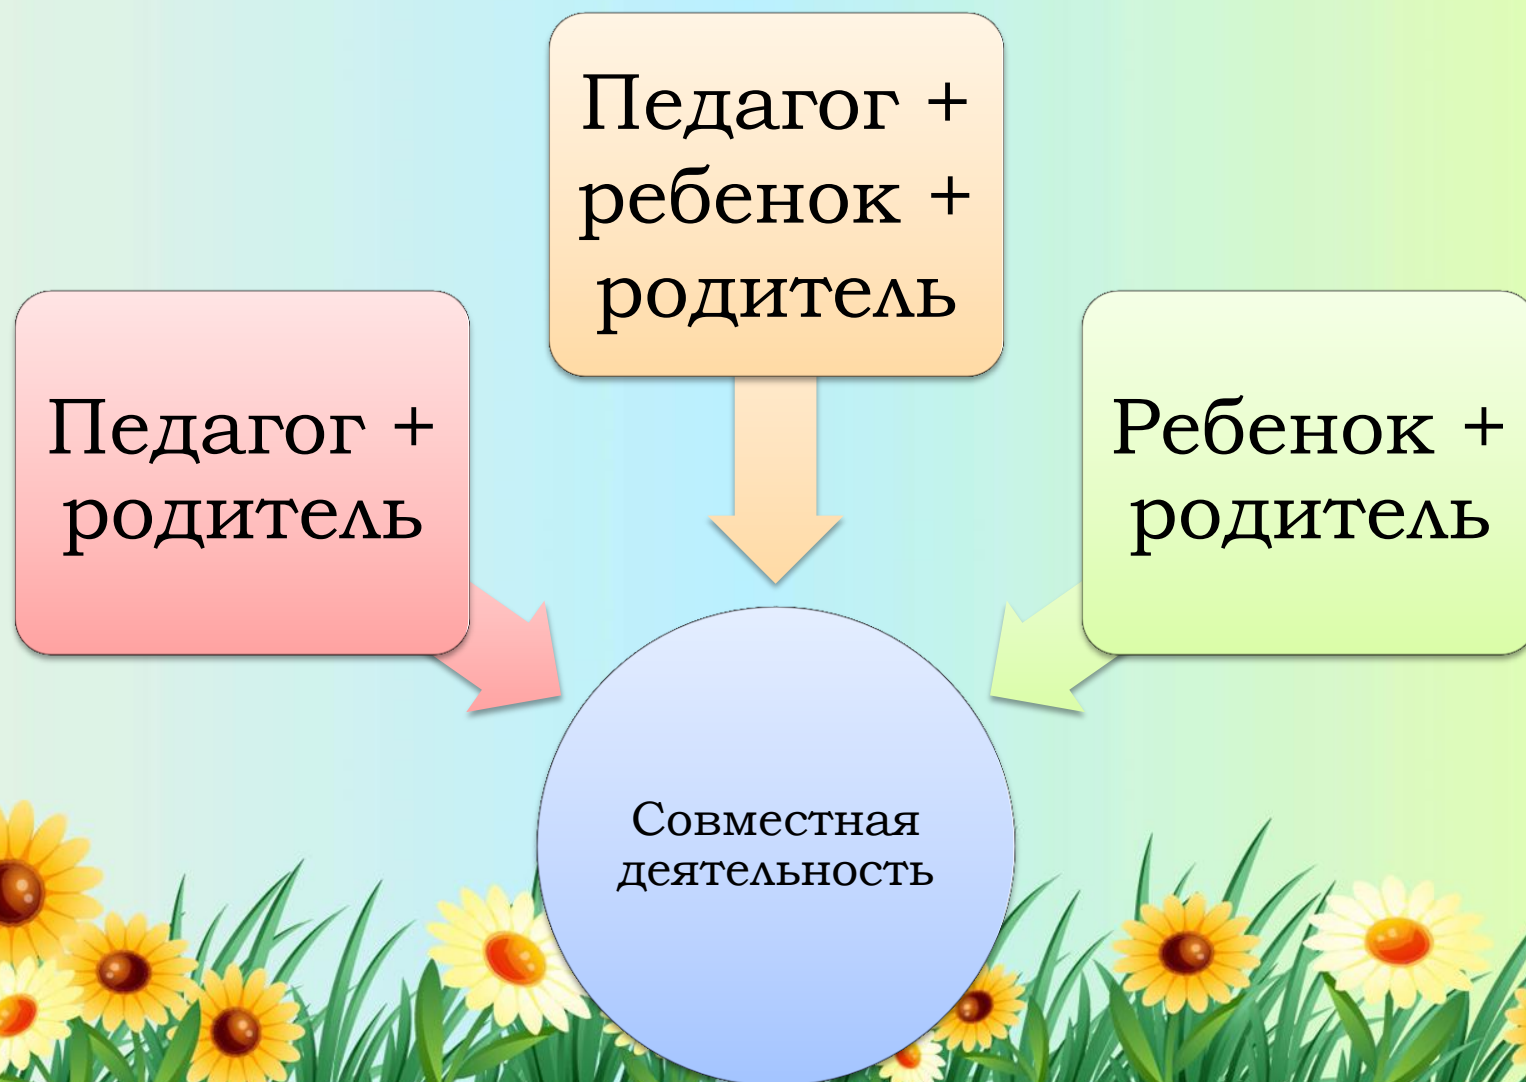 Педагог +
ребенок +
родитель
Педагог +
родитель
Ребенок +
родитель
Совместная
деятельность